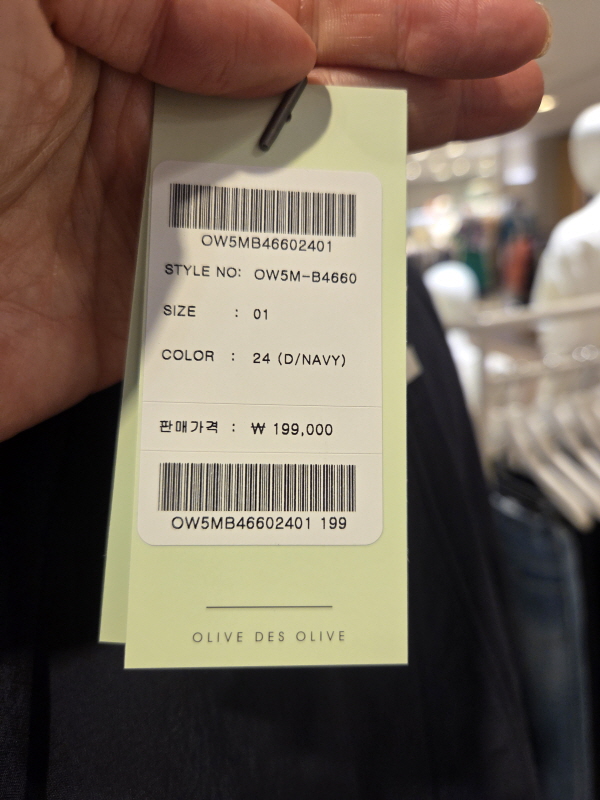 OW5MB46602401
STYLE NO: OW5M-B4660
SIZE : 01
COLOR : 24 (D/NAVY)
판매가격 : ₩ 199,000
OW5MB46602401 199
OLIVE DES OLIVE